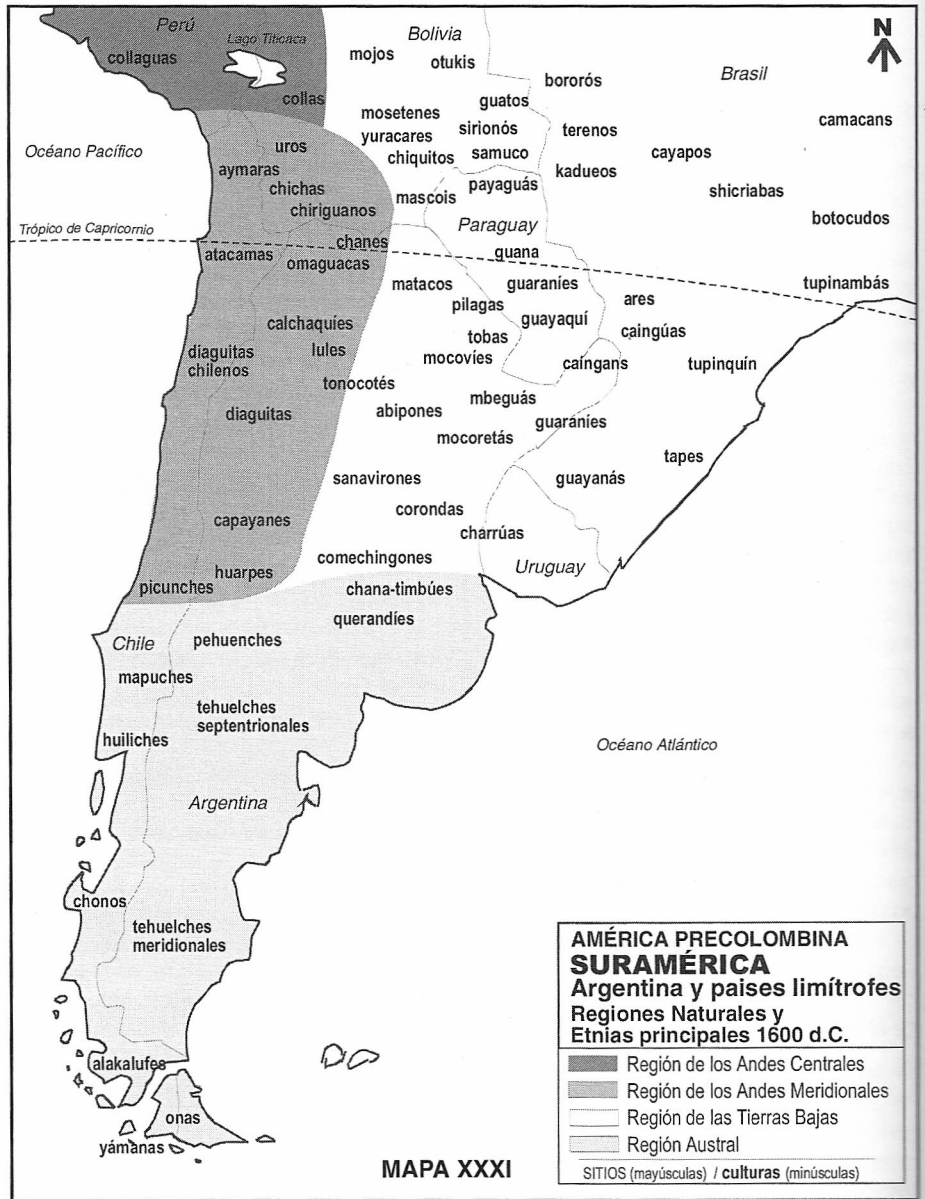 Perú
Lago Titicaca
collaguas
collas
Bolivia
mojos
otukis
bororós
Brasil
N
guatos
mosetenes
yuracares
sirionós
terenos
camacans
chiquitos
samuco
cayapos
kadueos
Océano Pacífico
uros
aymaras
chichas
chiriguanos
mascois
payaguás
shicriabas
Paraguay
botocudos
Trópico de Capricornio
chanes
atacamas
omaguacas
guana
matacos
guaraníes
tupinambás
pilagas
ares
guayaquí
calchaquíes
tobas
caingúas
diaguitas
chilenos
lules
mocovíes
caíngans
tupinquín
tonocotés
diaguitas
abipones
mbeguás
guaraníes
mocoretás
tapes
sanavirones
guayanás
corondas
capayanes
charrúas
comechingones
Uruguay
huarpes
picunches
chana-timbúes
querandíes
Chile
pehuenches
mapuches
tehuelches
septentrionales
huiliches
Océano Atlántico
Argentina
chonos
tehuelches
meridionales
alakalufes
onas
yámanas
MAPA XXXI
AMÉRICA PRECOLOMBINA
SURAMÉRICA
Argentina y paises limítrofes
Regiones Naturales y
Etnias principales 1600 d.C.
Región de los Andes Centrales
Región de los Andes Meridionales
Región de las Tierras Bajas
Región Austral
SITIOS (mayúsculas) / culturas (minúsculas)